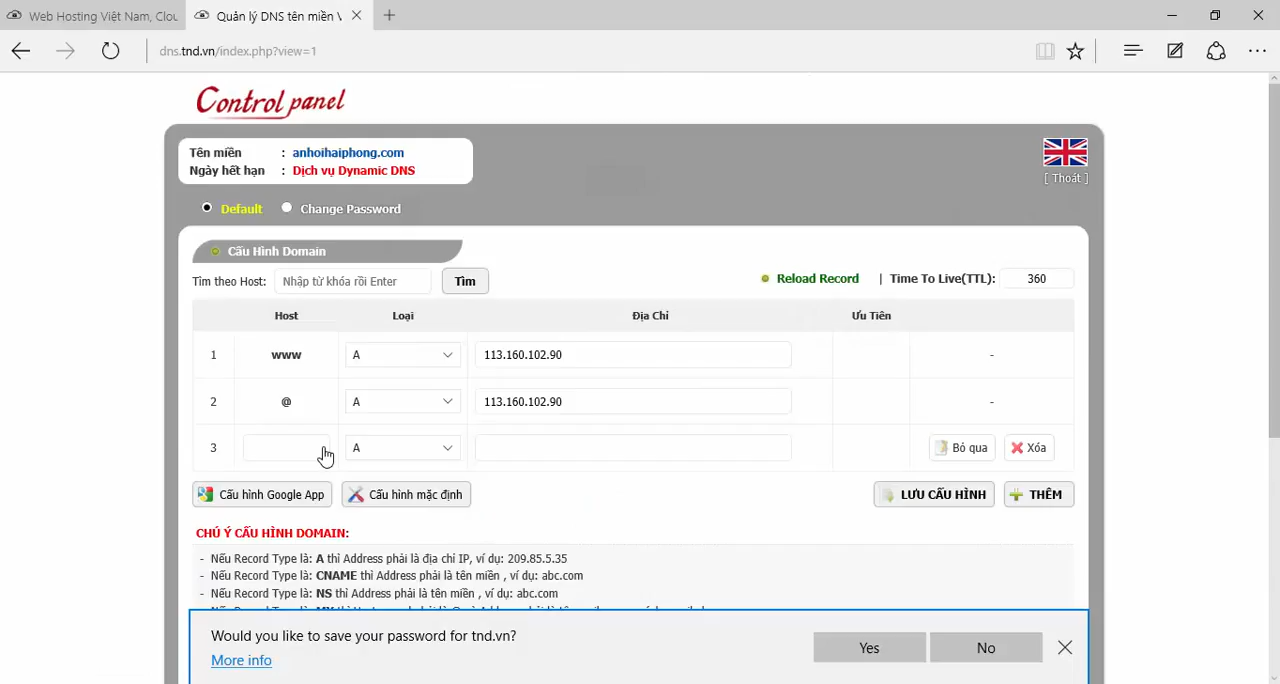 Web Hosting Việt Nam, Clou
Quản lý DNS tên miền V
dns.tnd.vn/index.php?view=1
Control panel
Tên miền : anhoihaiphong.com
Ngày hết hạn : Dịch vụ Dynamic DNS
[ Thoát ]
Default Change Password
Cấu Hình Domain
Tìm theo Host: Nhập từ khóa rồi Enter Tìm Reload Record | Time To Live(TTL): 360
Host Loại Địa Chỉ Ưu Tiên
1 www A 113.160.102.90 -
2 @ A 113.160.102.90 -
3 A Bỏ qua Xóa
Cấu hình Google App Cấu hình mặc định LƯU CẤU HÌNH THÊM
CHÚ Ý CẤU HÌNH DOMAIN:
- Nếu Record Type là: A thì Address phải là địa chỉ IP, ví dụ: 209.85.5.35
- Nếu Record Type là: CNAME thì Address phải là tên miền , ví dụ: abc.com
- Nếu Record Type là: NS thì Address phải là tên miền , ví dụ: abc.com
Would you like to save your password for tnd.vn?
More info
Yes No